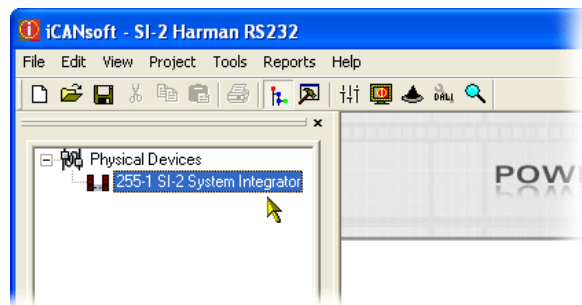 iCANsoft - SI-2 Harman RS232
File Edit View Project Tools Reports Help
DALI
x
Physical Devices
255-1 SI-2 System Integrator
POWE